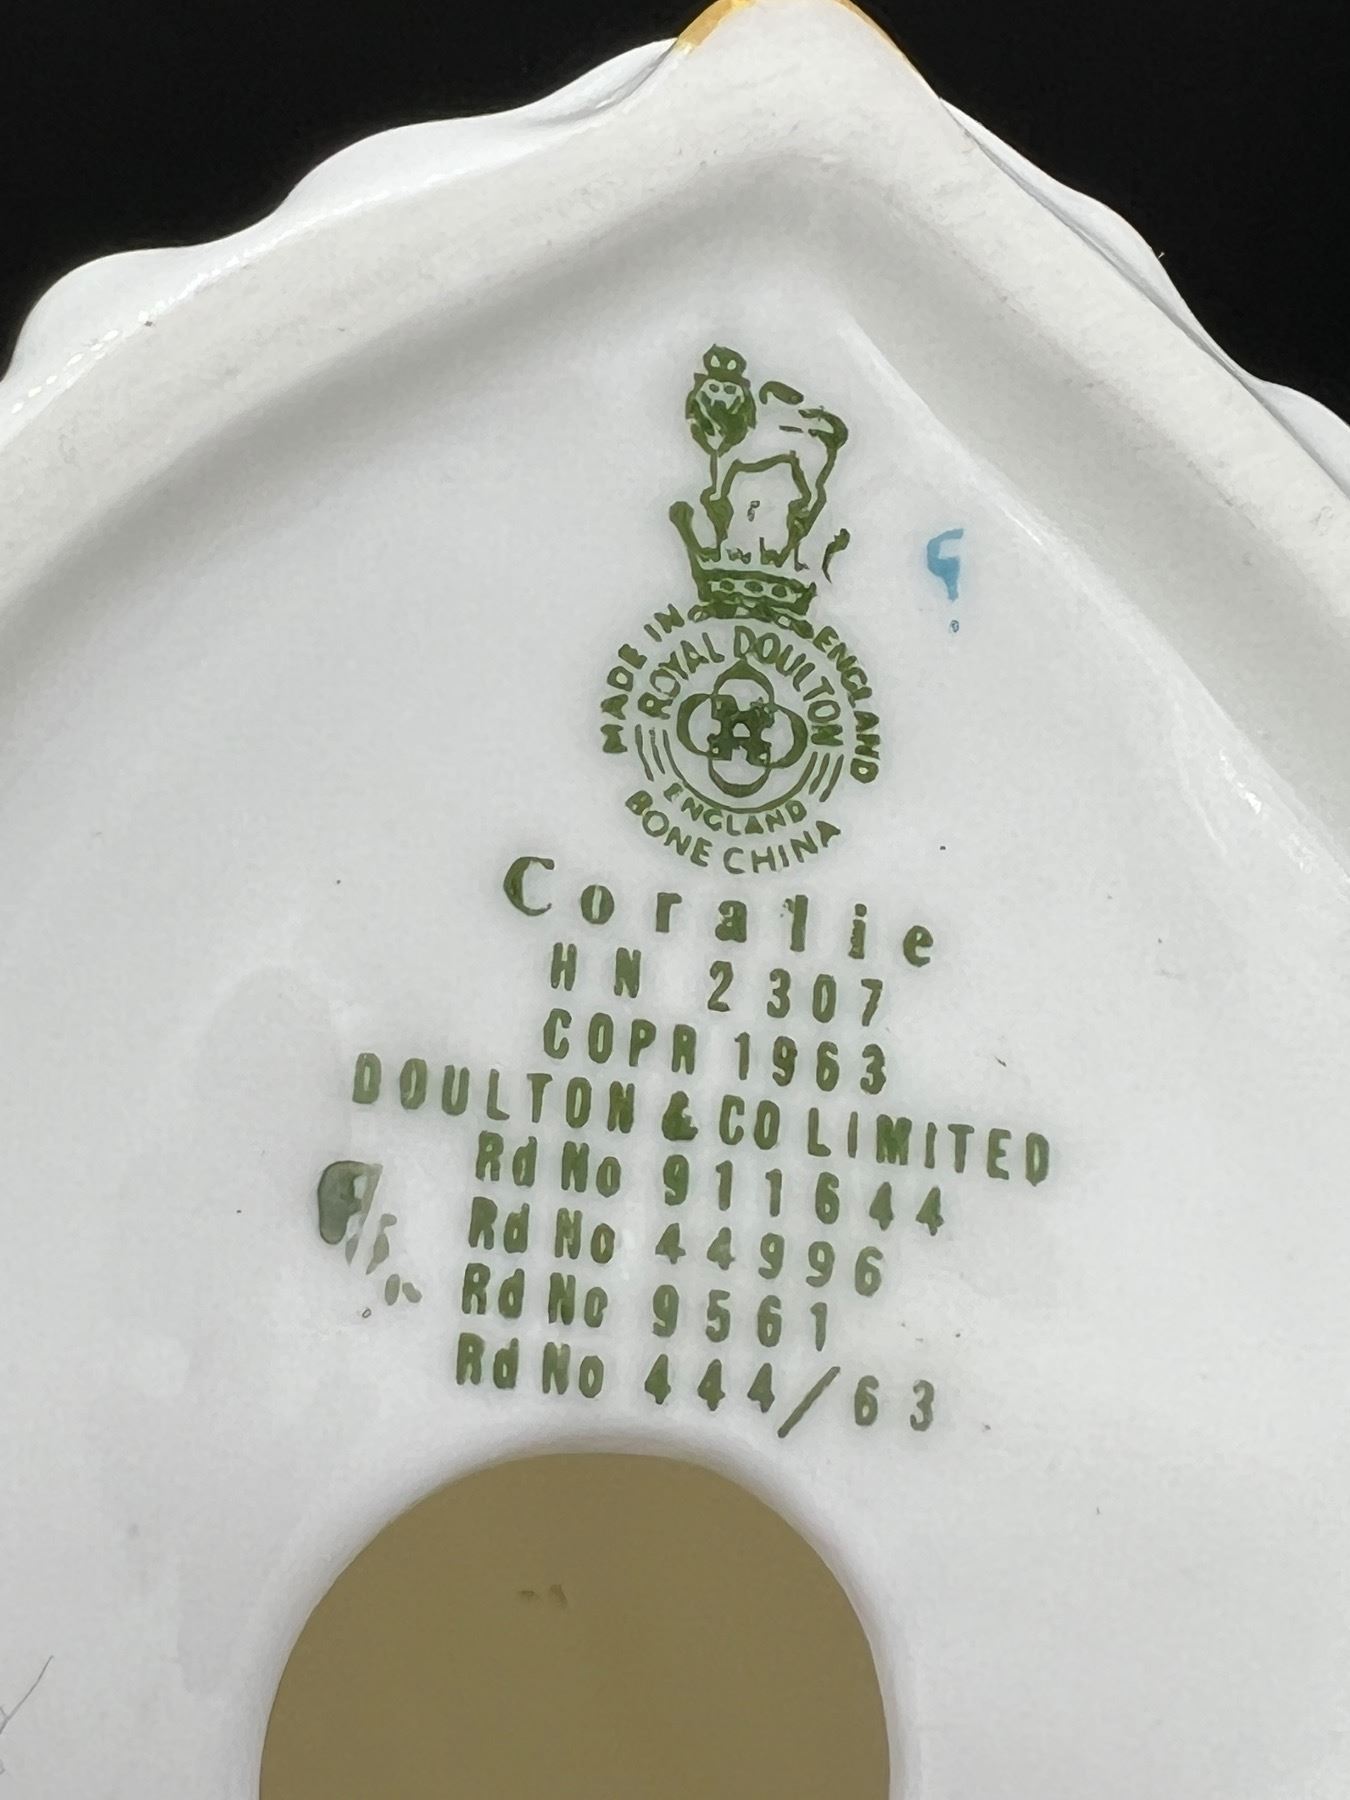 MADE IN ENGLAND
ROYAL DOULTON
ENGLAND
BONE CHINA
Coralie
HN 2307
COPR 1963
DOULTON & CO LIMITED
Rd No 911644
Rd No 44996
Rd No 9561
Rd No 444/63